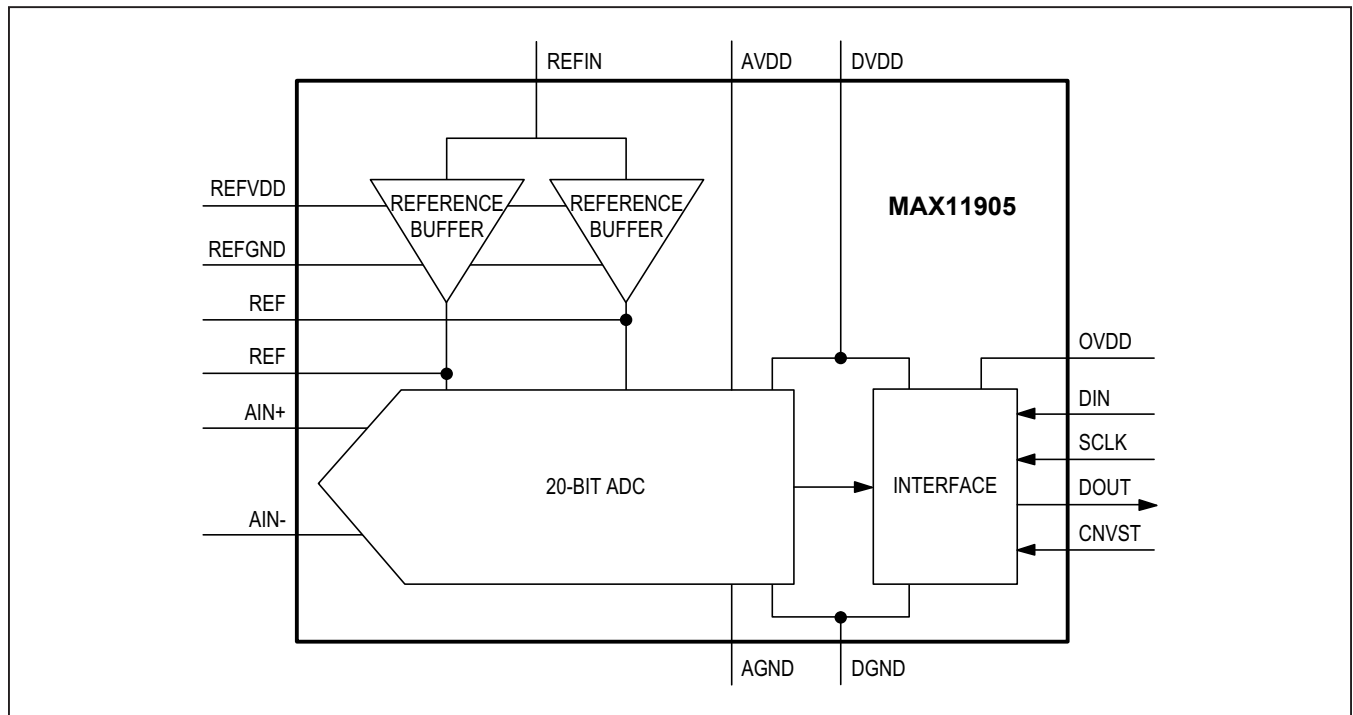 REFIN
AVDD
DVDD
REFVDD
REFERENCE
BUFFER
REFERENCE
BUFFER
MAX11905
REFGND
REF
REF
OVDD
AIN+
DIN
SCLK
20-BIT ADC
INTERFACE
DOUT
AIN-
CNVST
AGND
DGND